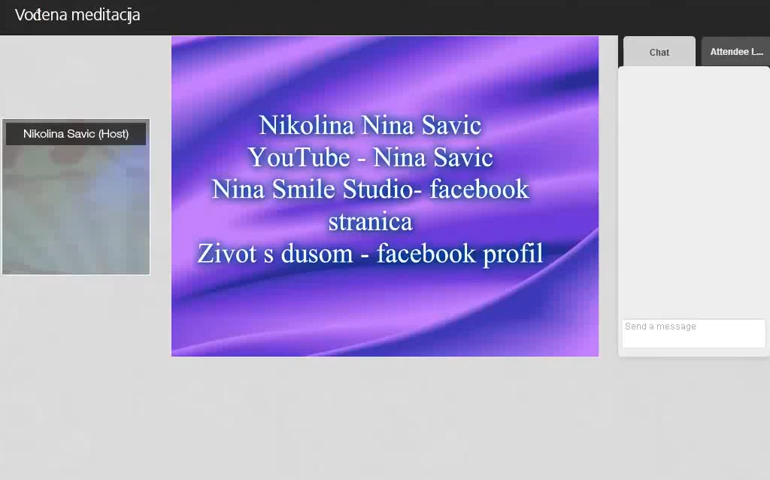 Vođena meditacija
Chat
Attendee L...
Nikolina Savic (Host)
Nikolina Nina Savic
YouTube - Nina Savic
Nina Smile Studio- facebook
stranica
Zivot s dusom - facebook profil
Send a message